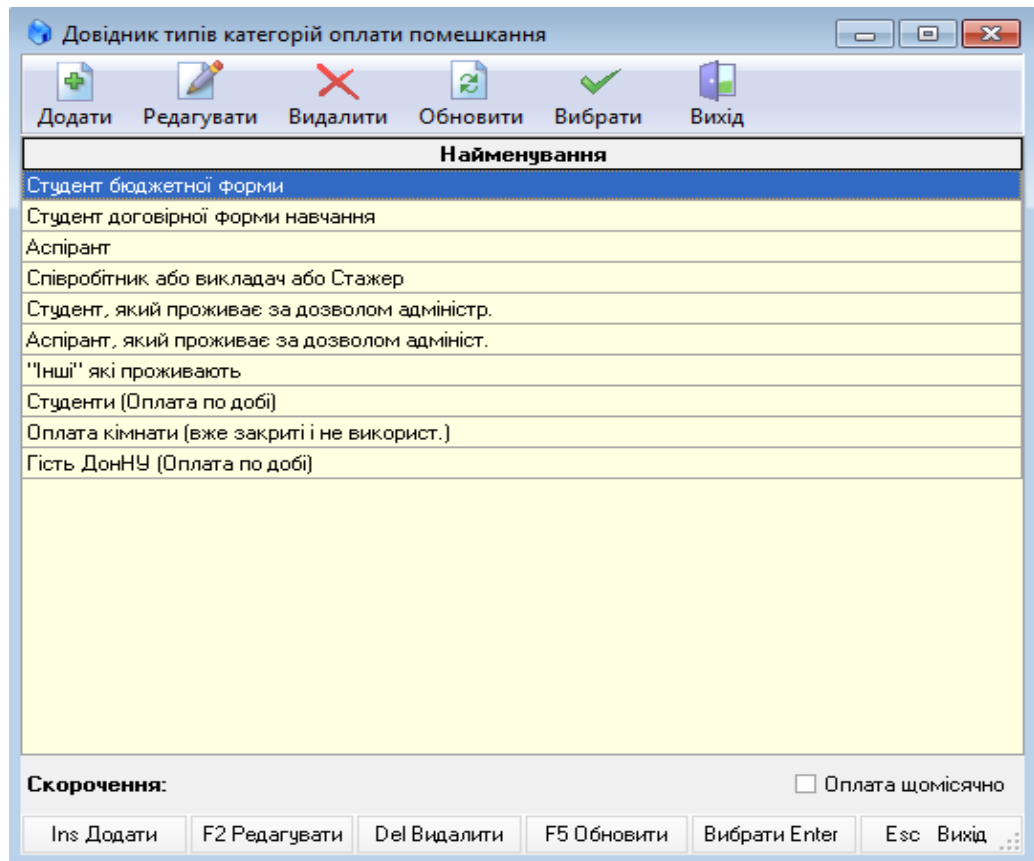 Довідник типів категорій оплати помешкання
Додати Редагувати Видалити Обновити Вибрати Вихід
Найменування
Студент бюджетної форми
Студент договірної форми навчання
Аспірант
Співробітник або викладач або Стажер
Студент, який проживає за дозволом адміністр.
Аспірант, який проживає за дозволом адмініст.
"Інші" які проживають
Студенти (Оплата по добі)
Оплата кімнати (вже закриті і не використ.)
Гість ДонНУ (Оплата по добі)
Скорочення: Оплата щомісячно
Ins Додати F2 Редагувати Del Видалити F5 Обновити Вибрати Enter Esc Вихід